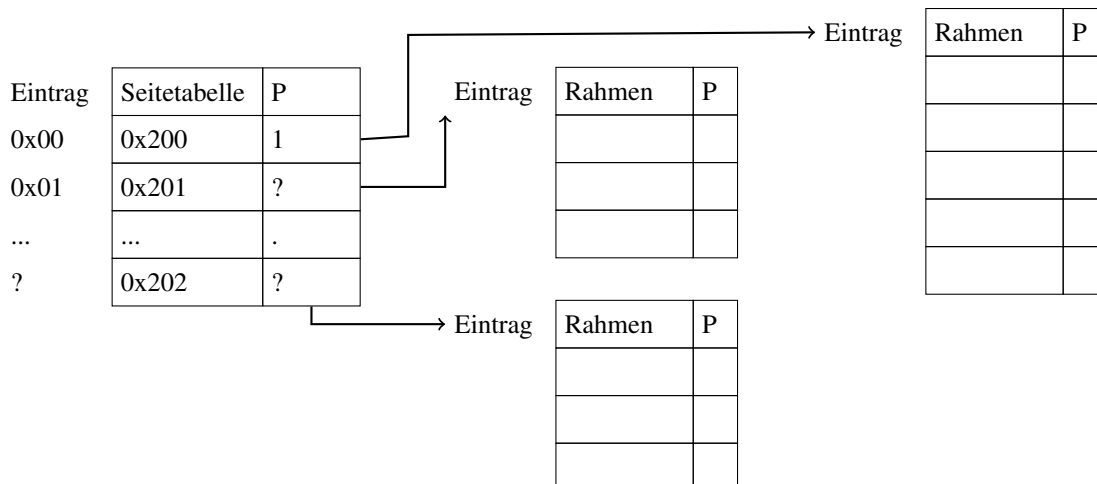 Eintrag Rahmen P
Eintrag Seitetabelle P
Eintrag Rahmen P
0x00 0x200 1
0x01 0x201 ?
... ... .
? 0x202 ?
Eintrag Rahmen P